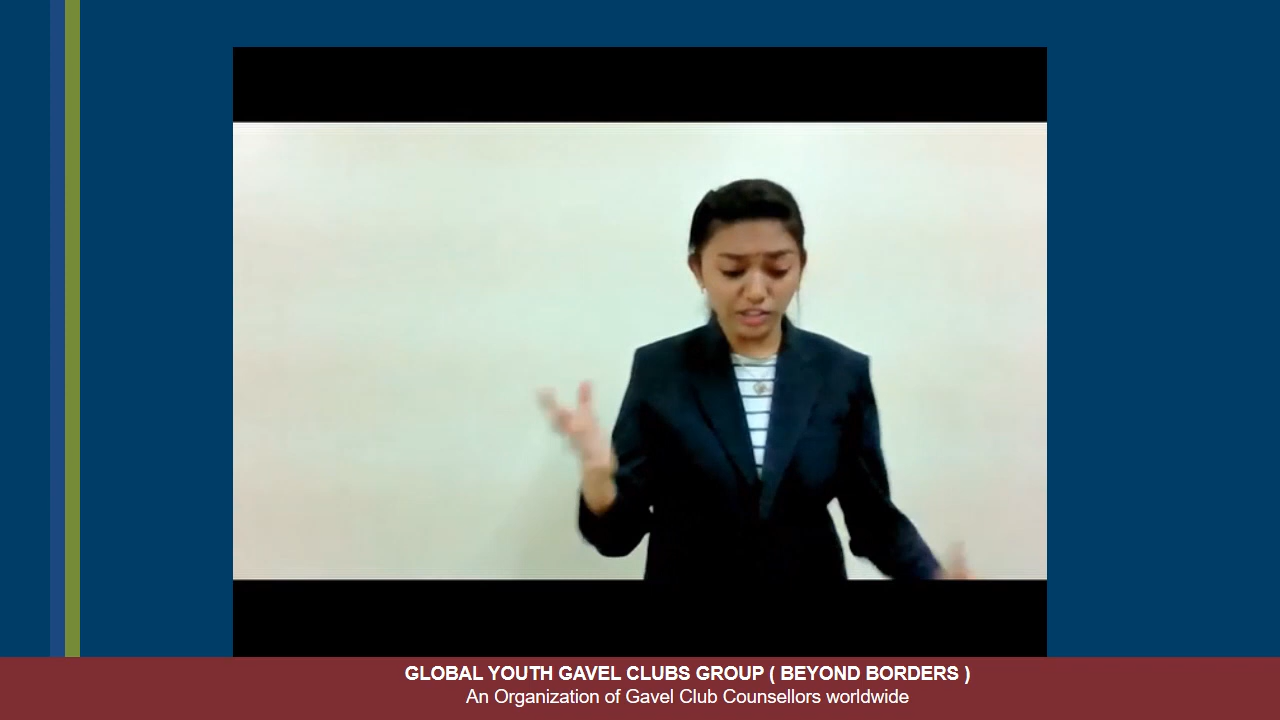 GLOBAL YOUTH GAVEL CLUBS GROUP ( BEYOND BORDERS )
An Organization of Gavel Club Counsellors worldwide